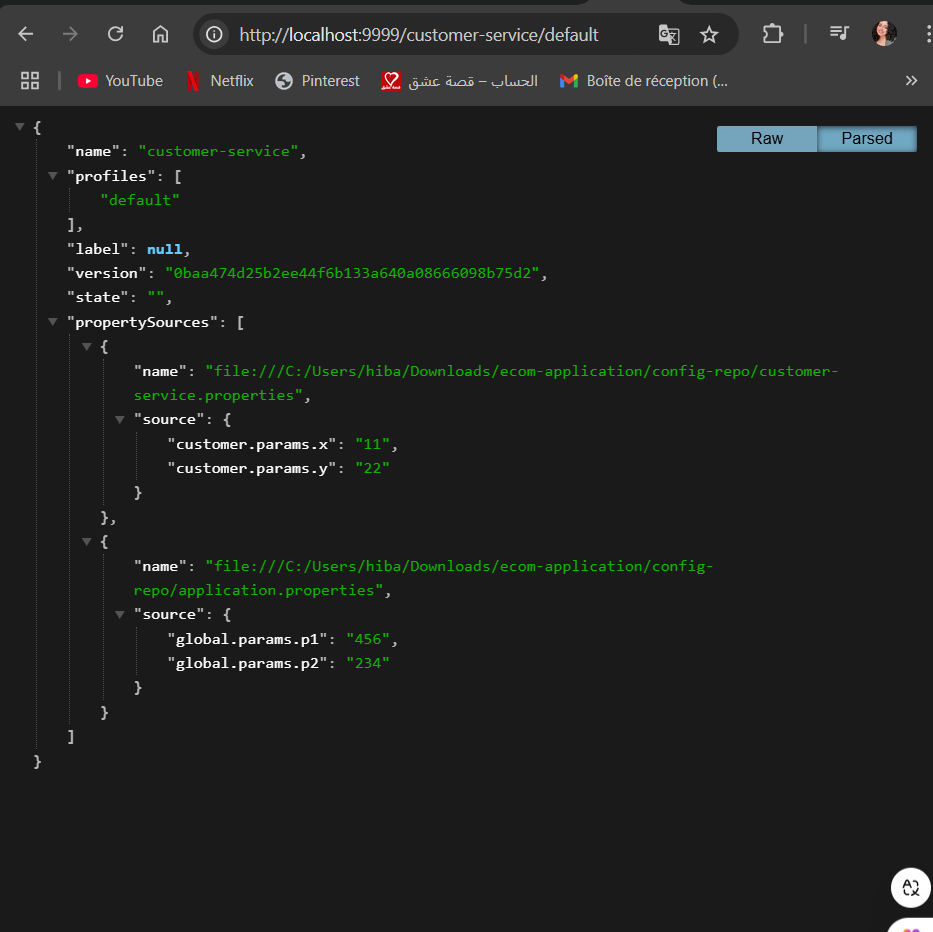 http://localhost:9999/customer-service/default
YouTube
Netflix
Pinterest
الحساب – قصة عشق
Boîte de réception (...
Raw
Parsed
{
"name": "customer-service",
"profiles": [
"default"
],
"label": null,
"version": "0baa474d25b2ee44f6b133a640a08666098b75d2",
"state": "",
"propertySources": [
{
"name": "file:///C:/Users/hiba/Downloads/ecom-application/config-repo/customer-
service.properties",
"source": {
"customer.params.x": "11",
"customer.params.y": "22"
}
},
{
"name": "file:///C:/Users/hiba/Downloads/ecom-application/config-
repo/application.properties",
"source": {
"global.params.p1": "456",
"global.params.p2": "234"
}
}
]
}